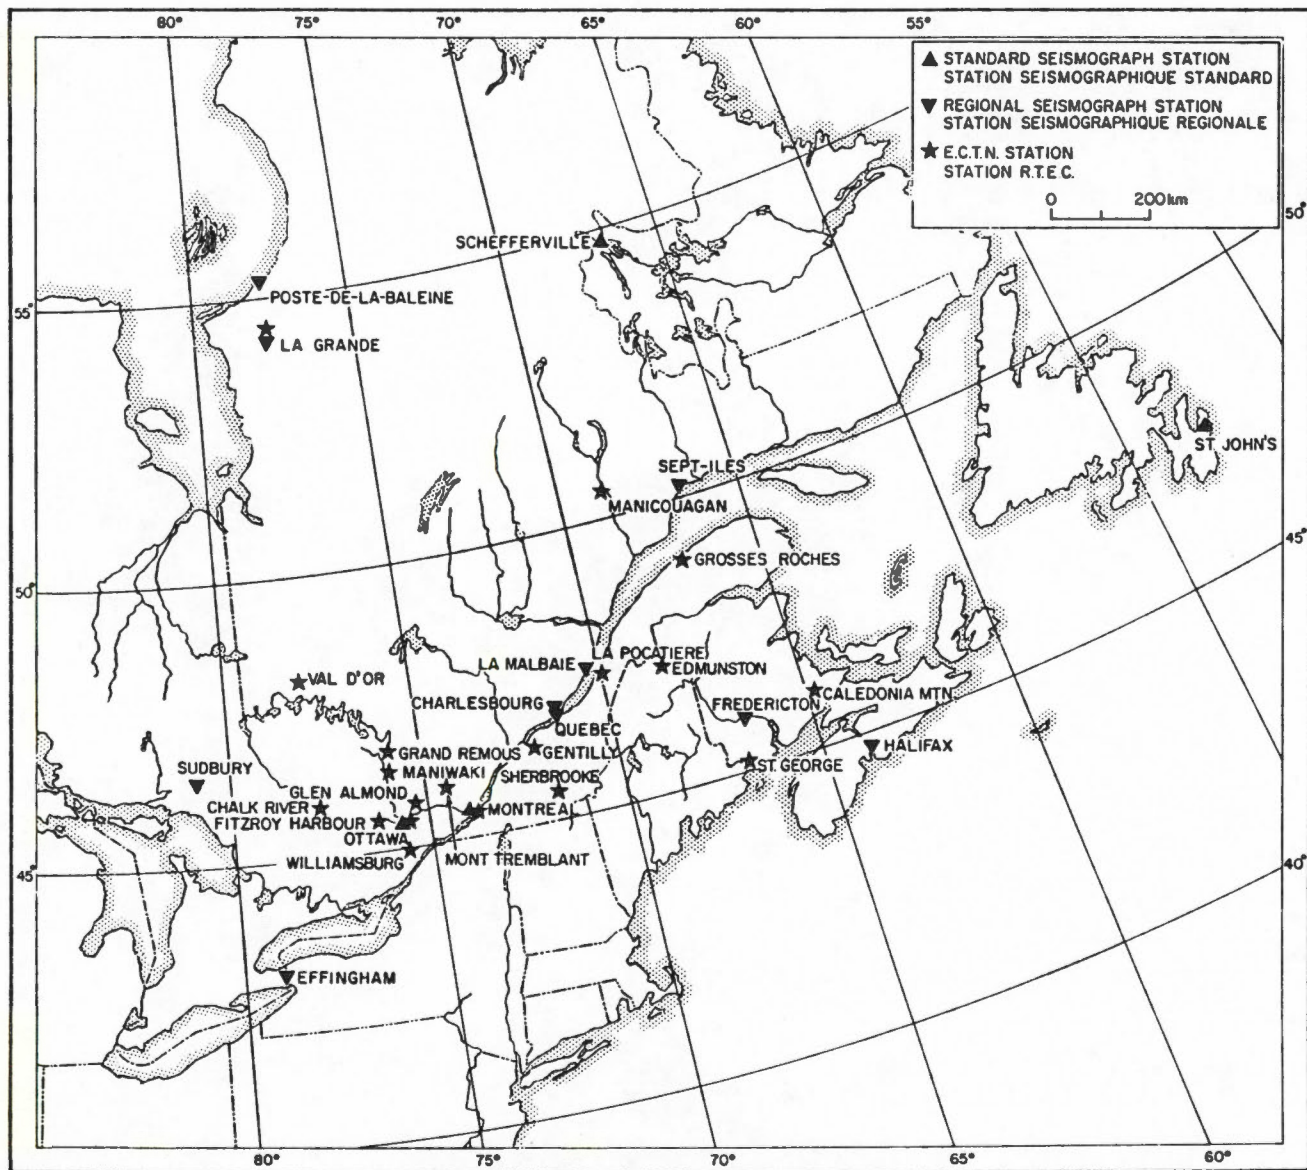 80°
75°
70°
65°
60°
55°
▲ STANDARD SEISMOGRAPH STATION
STATION SEISMOGRAPHIQUE STANDARD
▼ REGIONAL SEISMOGRAPH STATION
STATION SEISMOGRAPHIQUE REGIONALE
★ E.C.T.N. STATION
STATION R.T.E.C.
0 200km
50°
SCHEFFERVILLE
POSTE-DE-LA-BALEINE
55°
LA GRANDE
ST. JOHN'S
SEPT-ILES
MANICOUAGAN
45°
GROSSES ROCHES
50°
LA POCATIERE
LA MALBAIE
EDMUNSTON
VAL D'OR
CALEDONIA MTN.
CHARLESBOURG
FREDERICTON
QUEBEC
GRAND REMOUS
GENTILLY
HALIFAX
SUDBURY
MANIWAKI
SHERBROOKE
ST. GEORGE
GLEN ALMOND
CHALK RIVER
MONTREAL
FITZROY HARBOUR
OTTAWA
WILLIAMSBURG
MONT TREMBLANT
45°
40°
EFFINGHAM
80°
75°
70°
65°
60°